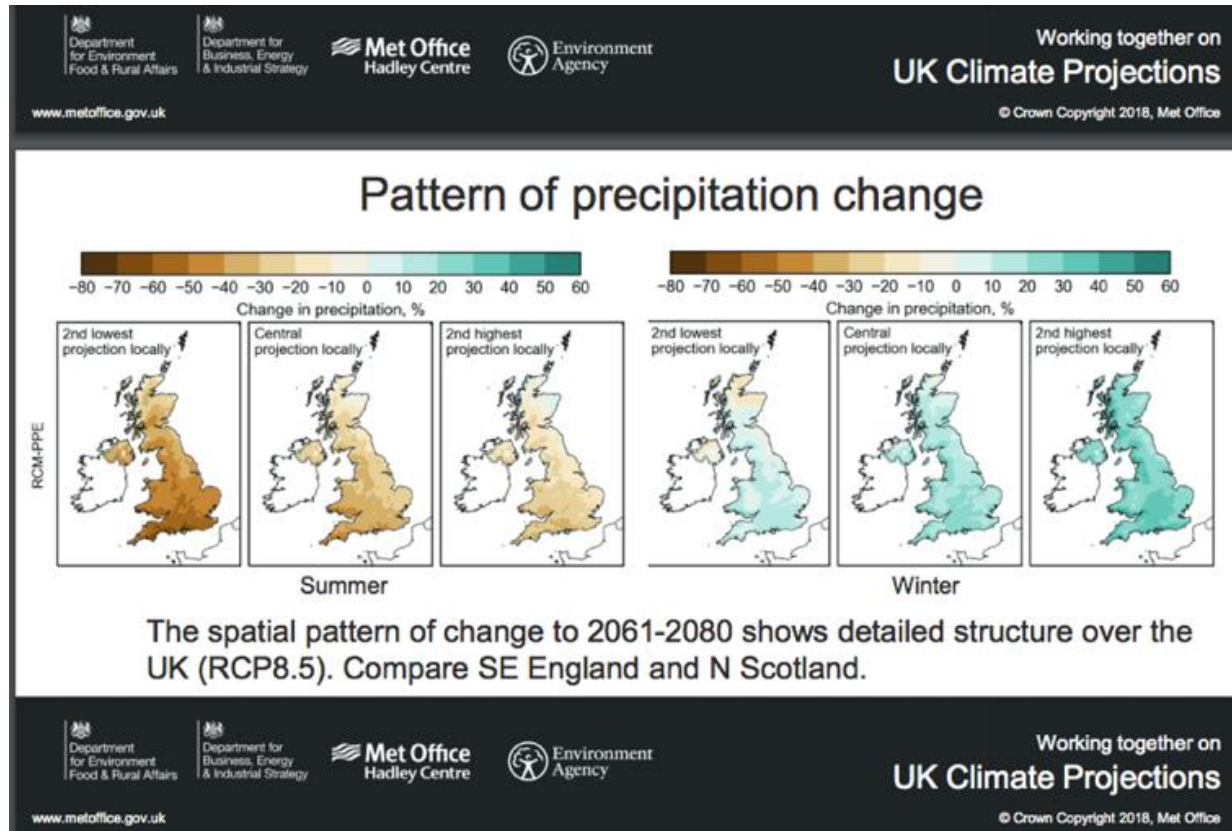 Department
for Environment
Food & Rural Affairs
Department for
Business, Energy
& Industrial Strategy
Met Office
Hadley Centre
Environment
Agency
Working together on
UK Climate Projections
www.metoffice.gov.uk
© Crown Copyright 2018, Met Office
Pattern of precipitation change
−80 −70 −60 −50 −40 −30 −20 −10 0 10 20 30 40 50 60
Change in precipitation, %
−80 −70 −60 −50 −40 −30 −20 −10 0 10 20 30 40 50 60
Change in precipitation, %
RCM-PPE
2nd lowest
projection locally
Central
projection locally
2nd highest
projection locally
2nd lowest
projection locally
Central
projection locally
2nd highest
projection locally
Summer
Winter
The spatial pattern of change to 2061-2080 shows detailed structure over the
UK (RCP8.5). Compare SE England and N Scotland.
Department
for Environment
Food & Rural Affairs
Department for
Business, Energy
& Industrial Strategy
Met Office
Hadley Centre
Environment
Agency
Working together on
UK Climate Projections
www.metoffice.gov.uk
© Crown Copyright 2018, Met Office